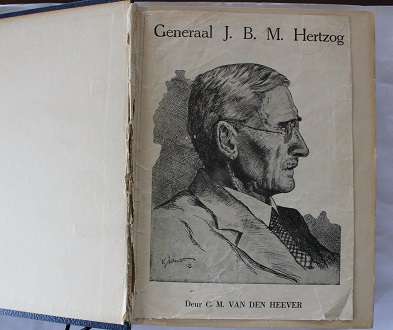 Generaal J. B. M. Hertzog
Deur C. M. VAN DEN HEEVER